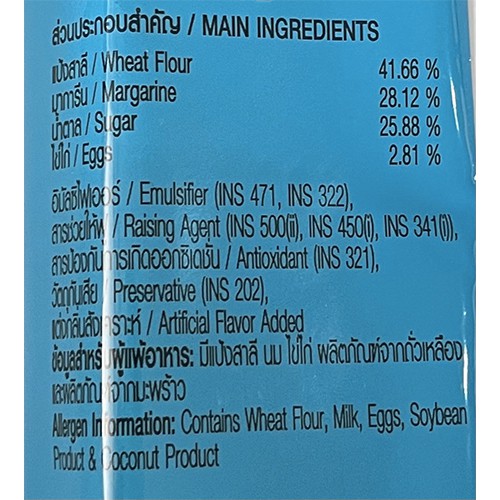 ส่วนประกอบสำคัญ / MAIN INGREDIENTS
แป้งสาลี / Wheat Flour 41.66 %
มาการีน / Margarine 28.12 %
น้ำตาล / Sugar 25.88 %
ไข่ไก่ / Eggs 2.81 %
อิมัลซิไฟเออร์ / Emulsifier (INS 471, INS 322),
สารช่วยให้ฟู / Raising Agent (INS 500(ii), INS 450(i), INS 341(i)),
สารป้องกันการเกิดออกซิเดชั่น / Antioxidant (INS 321),
วัตถุกันเสีย / Preservative (INS 202),
แต่งกลิ่นสังเคราะห์ / Artificial Flavor Added
ข้อมูลสำหรับผู้แพ้อาหาร: มีแป้งสาลี นม ไข่ไก่ ผลิตภัณฑ์จากถั่วเหลือง
และผลิตภัณฑ์จากมะพร้าว
Allergen Information: Contains Wheat Flour, Milk, Eggs, Soybean
Product & Coconut Product